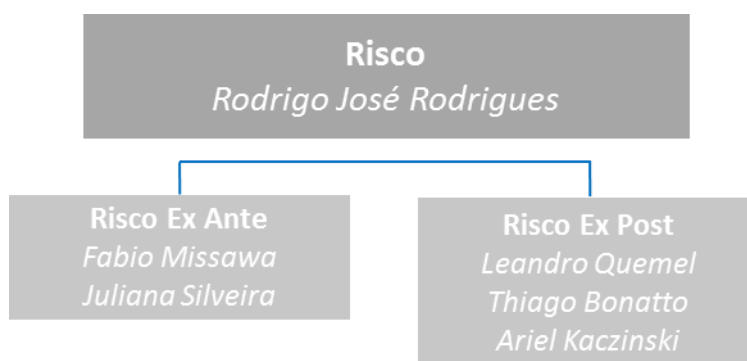 Risco
Rodrigo José Rodrigues
Risco Ex Ante
Fabio Missawa
Juliana Silveira
Risco Ex Post
Leandro Quemel
Thiago Bonatto
Ariel Kaczinski